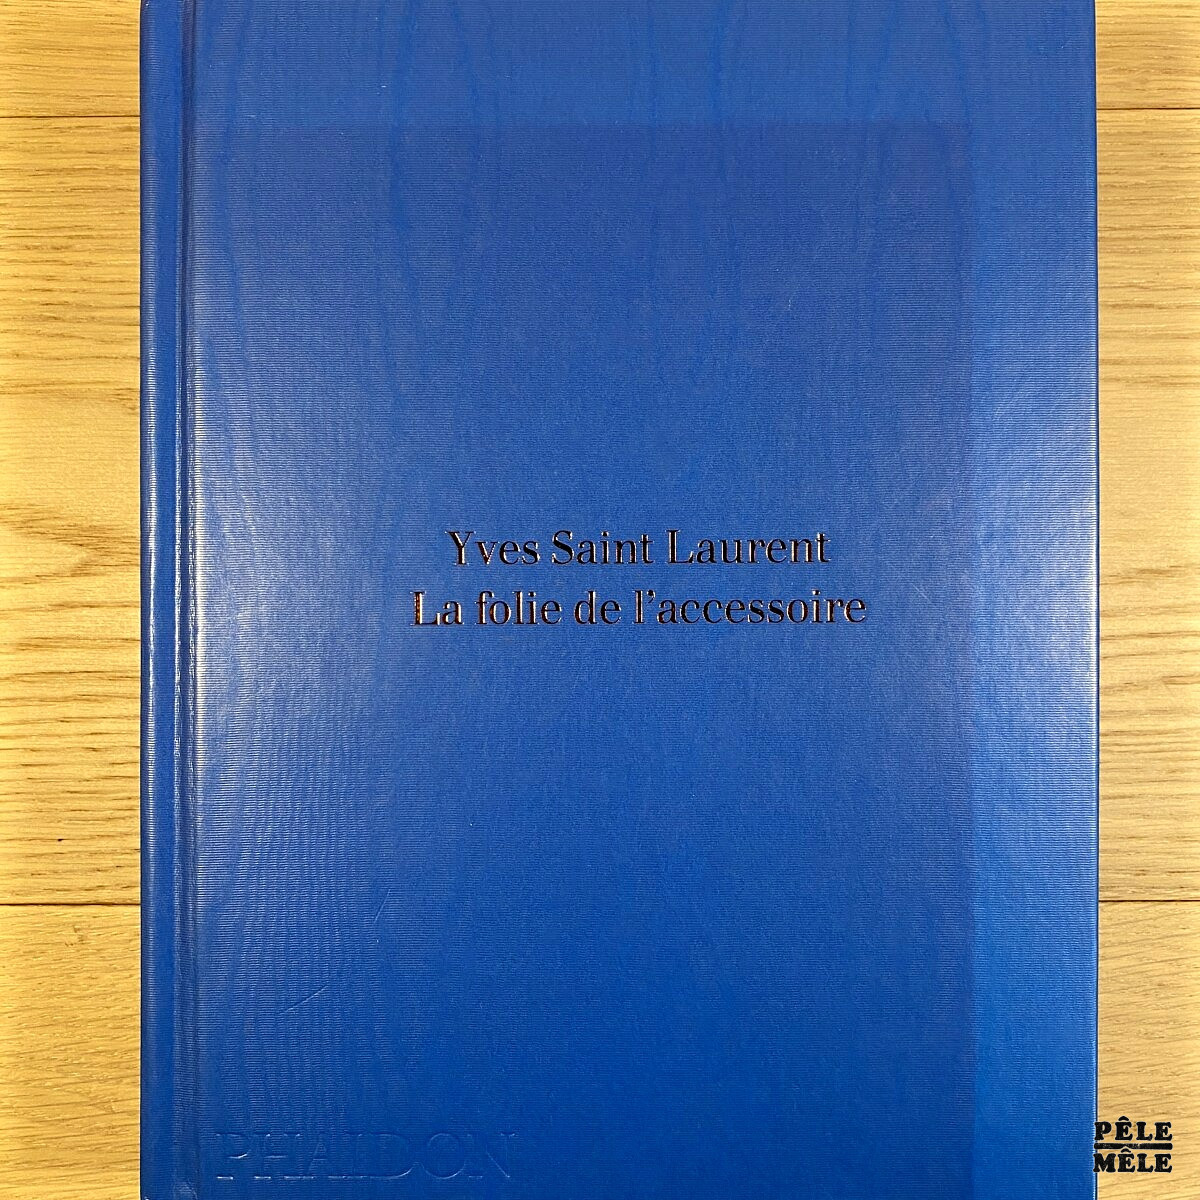 Yves Saint Laurent
La folie de l'accessoire
PHAIDON
PÊLE
MÊLE